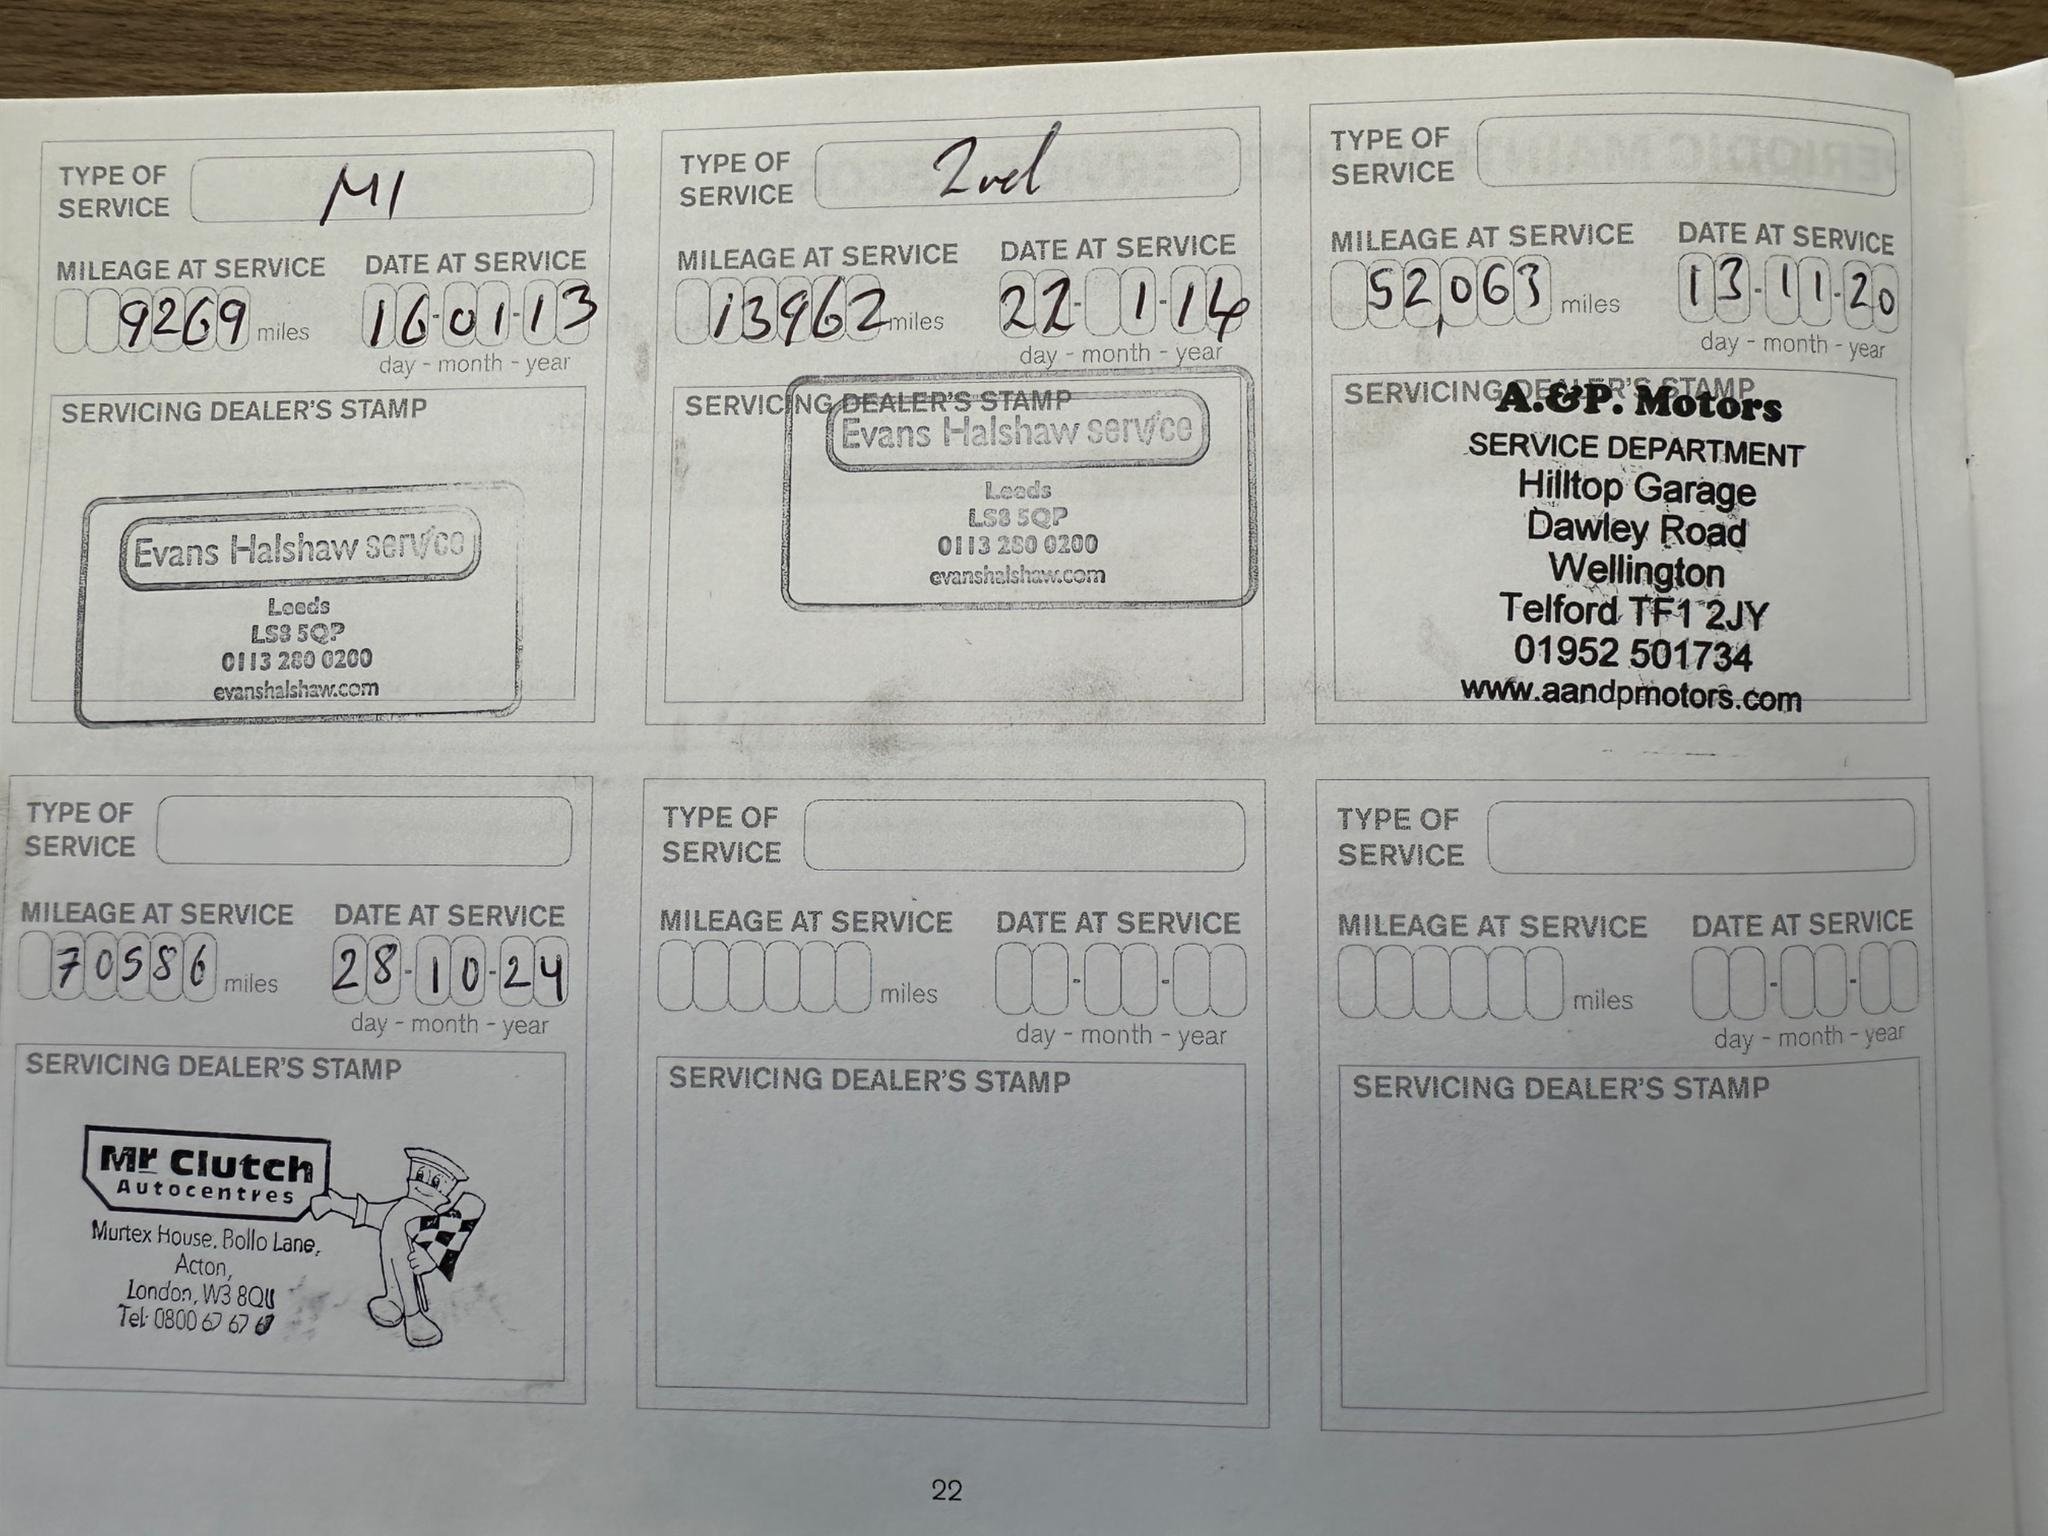 TYPE OF SERVICE M1
MILEAGE AT SERVICE DATE AT SERVICE
9269 miles 16-01-13
day - month - year
SERVICING DEALER'S STAMP
Evans Halshaw service
Leeds
LS8 5QP
0113 280 0200
evanshalshaw.com
TYPE OF SERVICE 2nd
MILEAGE AT SERVICE DATE AT SERVICE
13962 miles 22-1-14
day - month - year
SERVICING DEALER'S STAMP
Evans Halshaw service
Leeds
LS8 5QP
0113 280 0200
evanshalshaw.com
TYPE OF SERVICE
MILEAGE AT SERVICE DATE AT SERVICE
52,063 miles 13-11-20
day - month - year
SERVICING DEALER'S STAMP
A.&P. Motors
SERVICE DEPARTMENT
Hilltop Garage
Dawley Road
Wellington
Telford TF1 2JY
01952 501734
www.aandpmotors.com
TYPE OF SERVICE
MILEAGE AT SERVICE DATE AT SERVICE
70586 miles 28-10-24
day - month - year
SERVICING DEALER'S STAMP
Mr Clutch
Autocentres
Murtex House, Bollo Lane,
Acton,
London, W3 8QU
Tel: 0800 67 67 67
TYPE OF SERVICE
MILEAGE AT SERVICE DATE AT SERVICE
miles - -
day - month - year
SERVICING DEALER'S STAMP
TYPE OF SERVICE
MILEAGE AT SERVICE DATE AT SERVICE
miles - -
day - month - year
SERVICING DEALER'S STAMP
22